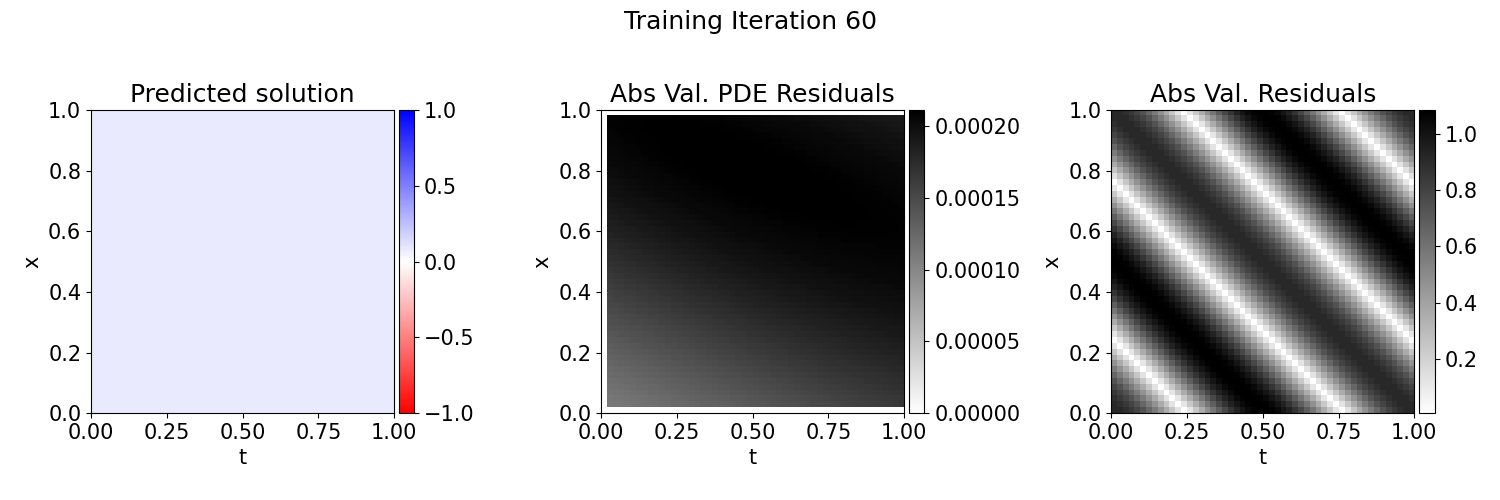 Training Iteration 60
Predicted solution
1.0
0.8
0.6
0.4
0.2
0.0
x
0.00 0.25 0.50 0.75 1.00
t
1.0
0.5
0.0
−0.5
−1.0
Abs Val. PDE Residuals
1.0
0.8
0.6
0.4
0.2
0.0
x
0.00 0.25 0.50 0.75 1.00
t
0.00020
0.00015
0.00010
0.00005
0.00000
Abs Val. Residuals
1.0
0.8
0.6
0.4
0.2
0.0
x
0.00 0.25 0.50 0.75 1.00
t
1.0
0.8
0.6
0.4
0.2